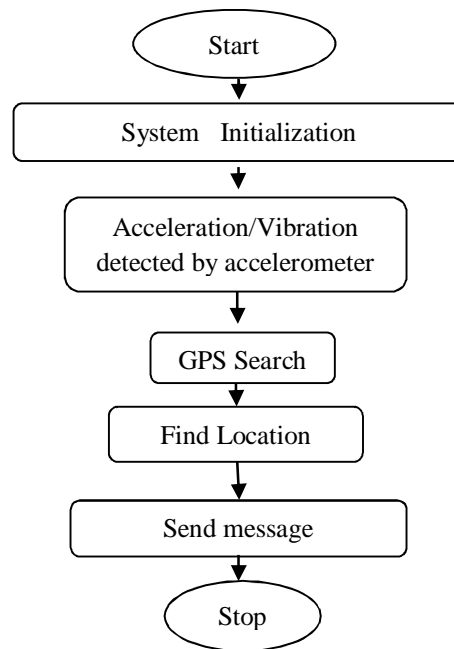 Start
System Initialization
Acceleration/Vibration
detected by accelerometer
GPS Search
Find Location
Send message
Stop